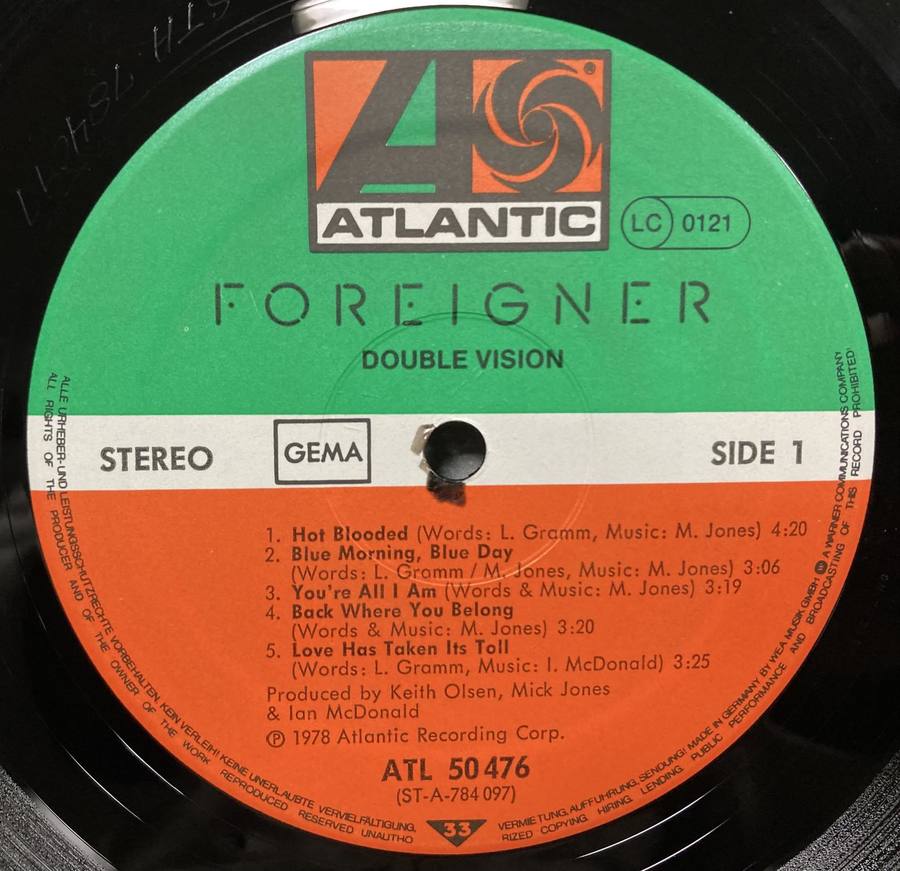 STH 784097
ATLANTIC
®
LC 0121
FOREIGNER
DOUBLE VISION
STEREO
GEMA
SIDE 1
1. Hot Blooded (Words: L. Gramm, Music: M. Jones) 4:20
2. Blue Morning, Blue Day
(Words: L. Gramm / M. Jones, Music: M. Jones) 3:06
3. You're All I Am (Words & Music: M. Jones) 3:19
4. Back Where You Belong
(Words & Music: M. Jones) 3:20
5. Love Has Taken Its Toll
(Words: L. Gramm, Music: I. McDonald) 3:25
Produced by Keith Olsen, Mick Jones
& Ian McDonald
℗ 1978 Atlantic Recording Corp.
ATL 50 476
(ST-A-784 097)
33
ALLE URHEBER- UND LEISTUNGSSCHUTZRECHTE VORBEHALTEN. KEIN VERLEIH! KEINE UNERLAUBTE VERVIELFÄLTIGUNG, VERMIETUNG, AUFFÜHRUNG, SENDUNG! MADE IN GERMANY BY WEA MUSIK GMBH A WARNER COMMUNICATIONS COMPANY
ALL RIGHTS OF THE PRODUCER AND OF THE OWNER OF THE WORK REPRODUCED RESERVED UNAUTHORIZED COPYING, HIRING, LENDING, PUBLIC PERFORMANCE AND BROADCASTING OF THIS RECORD PROHIBITED!